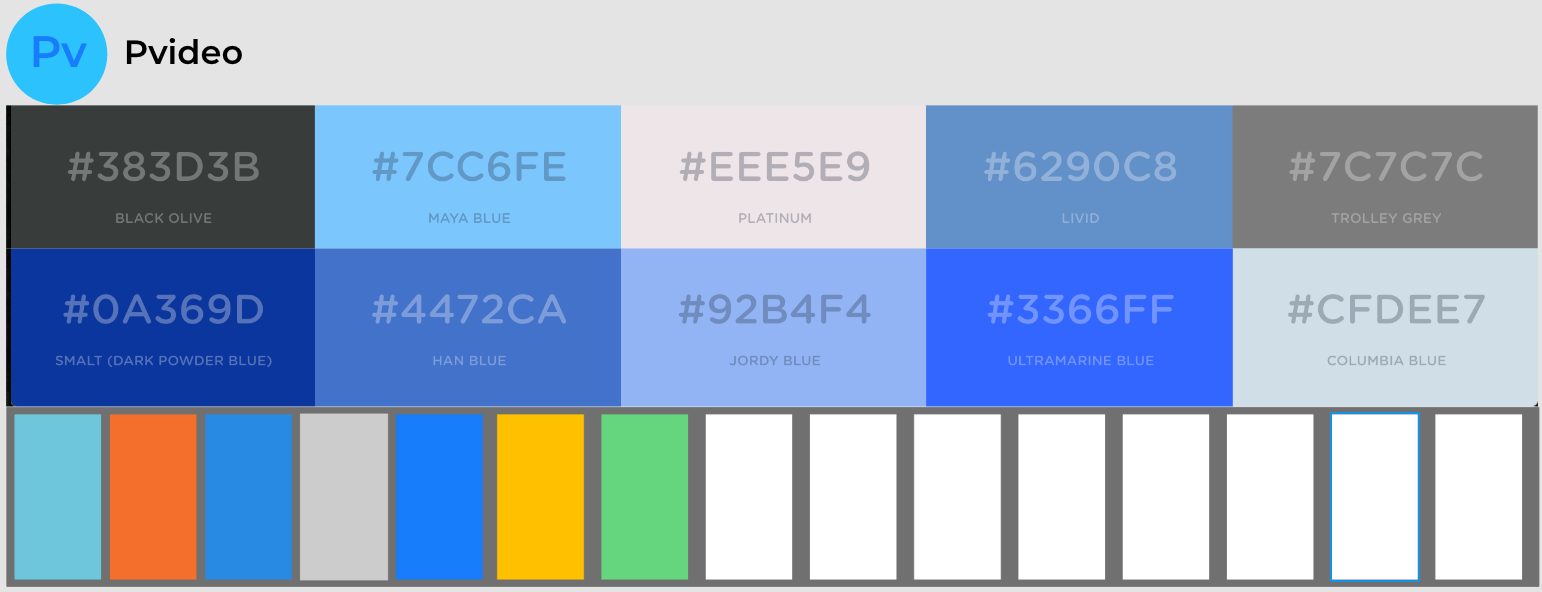 Pv
Pvideo
#383D3B
#7CC6FE
#EEE5E9
#6290C8
#7C7C7C
BLACK OLIVE
MAYA BLUE
PLATINUM
LIVID
TROLLEY GREY
#0A369D
#4472CA
#92B4F4
#3366FF
#CFDEE7
SMALT (DARK POWDER BLUE)
HAN BLUE
JORDY BLUE
ULTRAMARINE BLUE
COLUMBIA BLUE